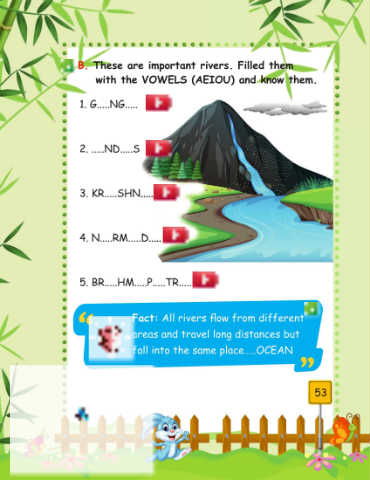 B. These are important rivers. Filled them
with the VOWELS (AEIOU) and know them.
1. G.....NG.....
2. .....ND.....S
3. KR.....SHN.....
4. N.....RM.....D.....
5. BR.....HM.....P.....TR.....
Fact: All rivers flow from different
areas and travel long distances but
fall into the same place.....OCEAN
53